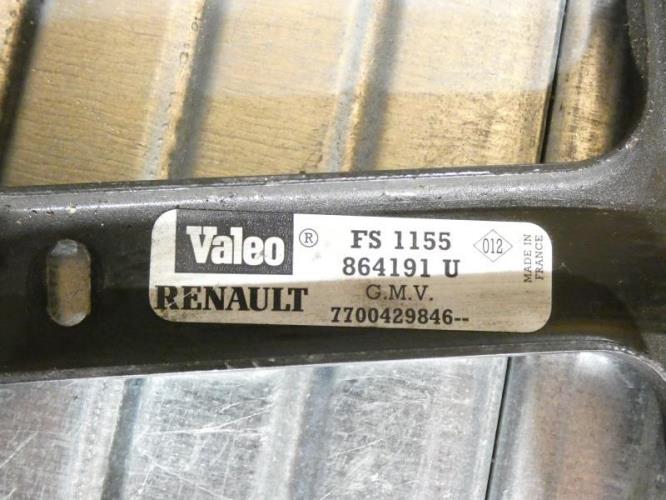 Valeo ® FS 1155
864191 U
RENAULT G.M.V.
7700429846--
012
MADE IN
FRANCE